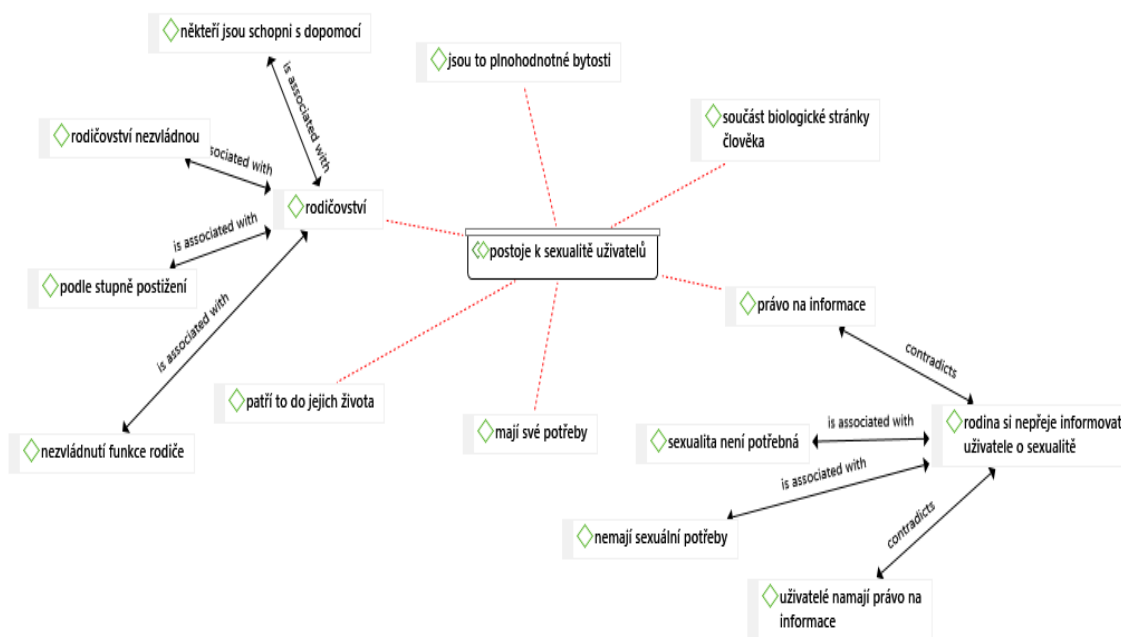 někteří jsou schopni s dopomocí
jsou to plnohodnotné bytosti
is associated with
součást biologické stránky
člověka
rodičovství nezvládnou
sociated with
rodičovství
is associated with
postoje k sexualitě uživatelů
podle stupně postižení
právo na informace
is associated with
contradicts
patří to do jejich života
mají své potřeby
rodina si nepřeje informovat
uživatele o sexualitě
is associated with
sexualita není potřebná
nezvládnutí funkce rodiče
is associated with
nemají sexuální potřeby
contradicts
uživatelé namají právo na
informace